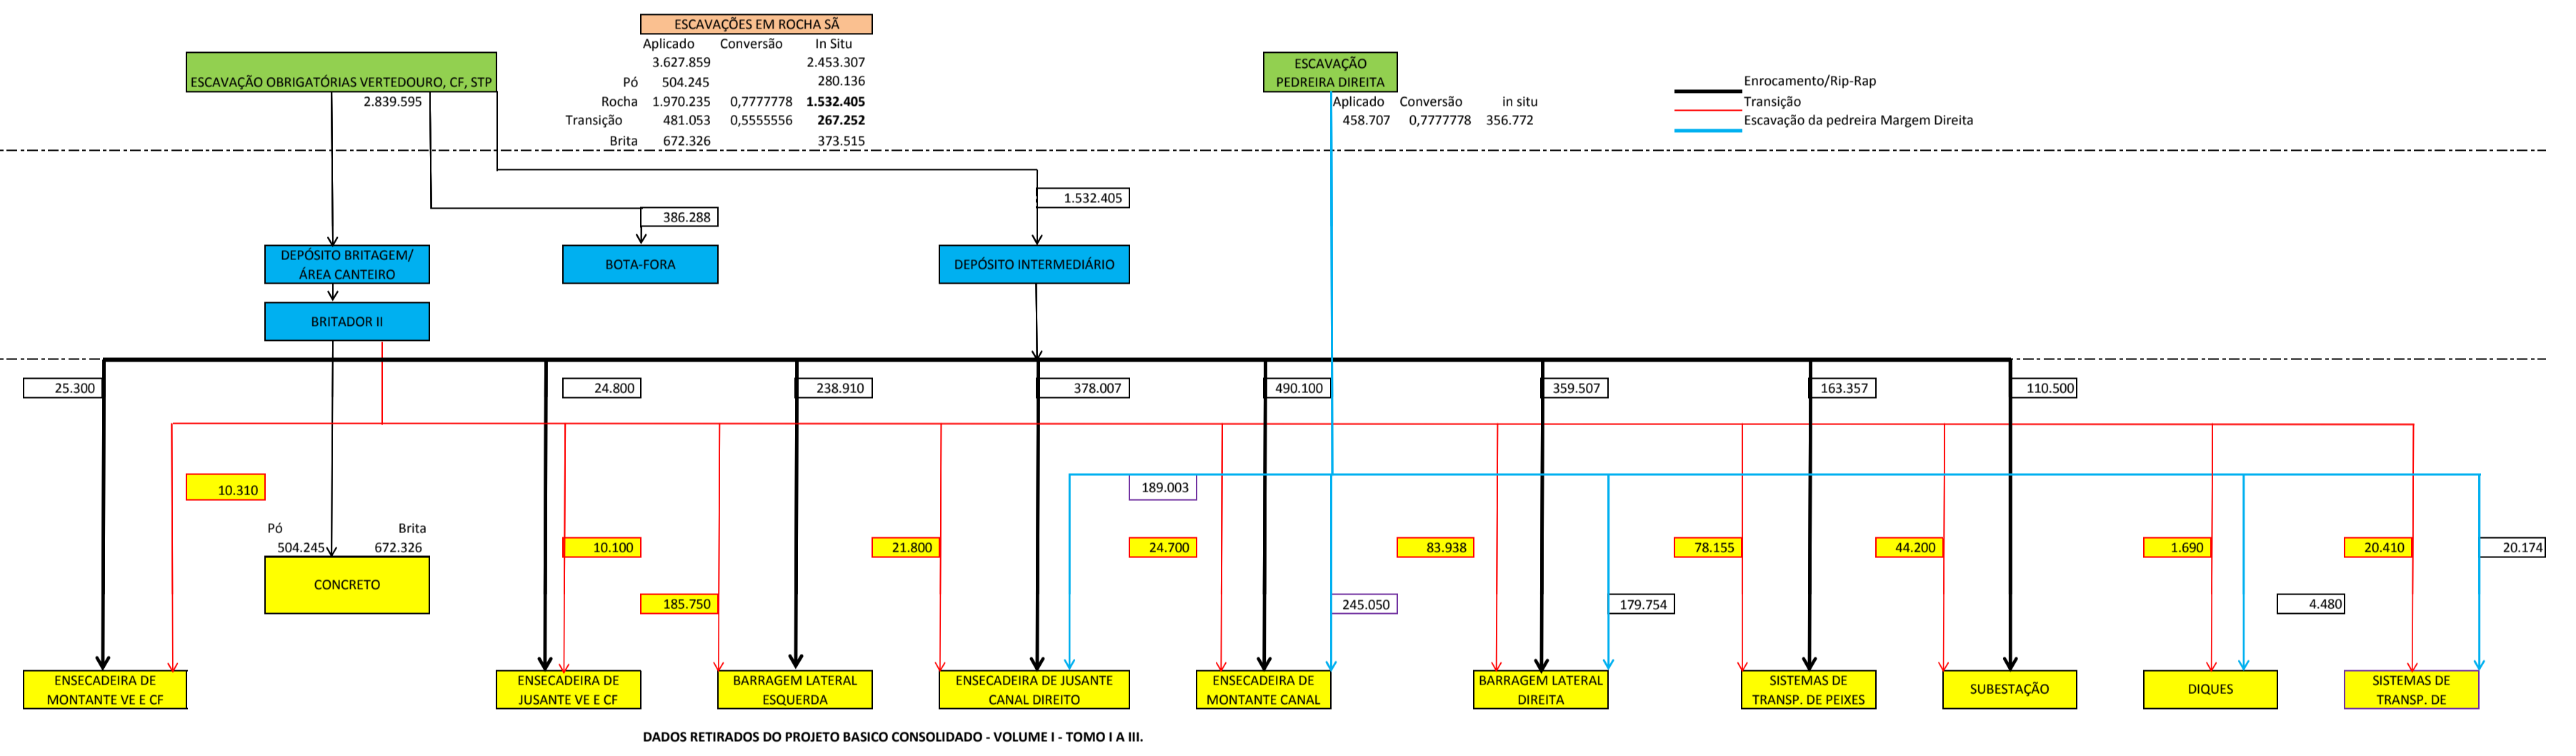 ESCAVAÇÕES EM ROCHA SÃ
Aplicado Conversão In Situ
3.627.859 2.453.307
Pó 504.245 280.136
Rocha 1.970.235 0,7777778 1.532.405
Transição 481.053 0,5555556 267.252
Brita 672.326 373.515
ESCAVAÇÃO OBRIGATÓRIAS VERTEDOURO, CF, STP
2.839.595
ESCAVAÇÃO
PEDREIRA DIREITA
Aplicado Conversão in situ
458.707 0,7777778 356.772
Enrocamento/Rip-Rap
Transição
Escavação da pedreira Margem Direita
1.532.405
386.288
DEPÓSITO BRITAGEM/
ÁREA CANTEIRO
BOTA-FORA
DEPÓSITO INTERMEDIÁRIO
BRITADOR II
25.300 24.800 238.910 378.007 490.100 359.507 163.357 110.500
10.310
189.003
Pó Brita
504.245 672.326
10.100 21.800 24.700 83.938 78.155 44.200 1.690 20.410 20.174
CONCRETO
185.750 245.050 179.754 4.480
ENSECADEIRA DE
MONTANTE VE E CF
ENSECADEIRA DE
JUSANTE VE E CF
BARRAGEM LATERAL
ESQUERDA
ENSECADEIRA DE JUSANTE
CANAL DIREITO
ENSECADEIRA DE
MONTANTE CANAL
BARRAGEM LATERAL
DIREITA
SISTEMAS DE
TRANSP. DE PEIXES
SUBESTAÇÃO
DIQUES
SISTEMAS DE
TRANSP. DE
DADOS RETIRADOS DO PROJETO BASICO CONSOLIDADO - VOLUME I - TOMO I A III.